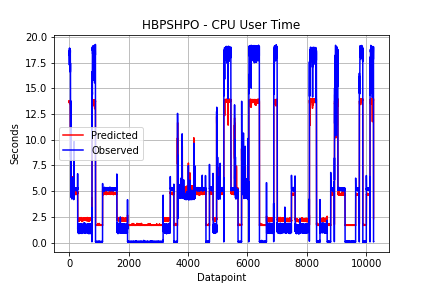 HBPSHPO - CPU User Time
20.0
17.5
15.0
12.5
10.0
7.5
5.0
2.5
0.0
Seconds
Predicted
Observed
0 2000 4000 6000 8000 10000
Datapoint